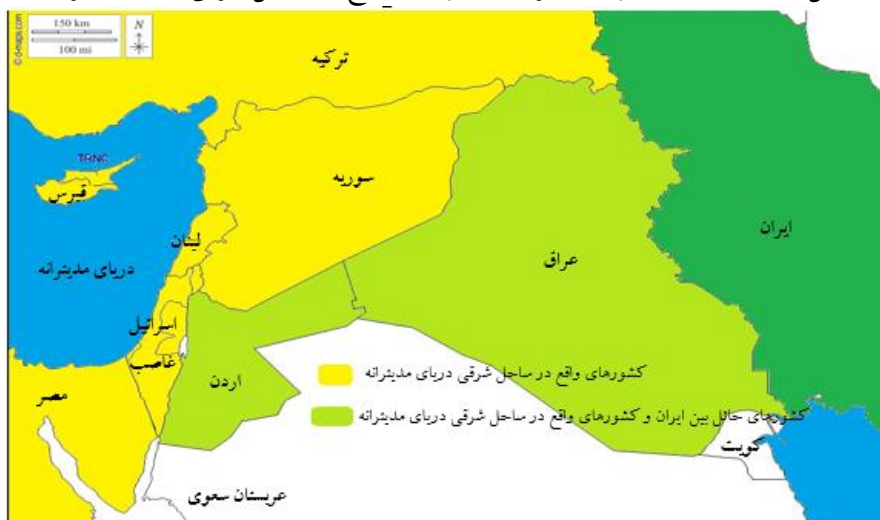 150 km
100 mi
N
© d-maps.com
ترکیه
TRNC
قبرس
سوریه
ایران
لبنان
دریای مدیترانه
عراق
اسرائیل
غاصب
اردن
مصر
کشورهای واقع در ساحل شرقی دریای مدیترانه
کشورهای حائل بین ایران و کشورهای واقع در ساحل شرقی دریای مدیترانه
کویت
عربستان سعوی